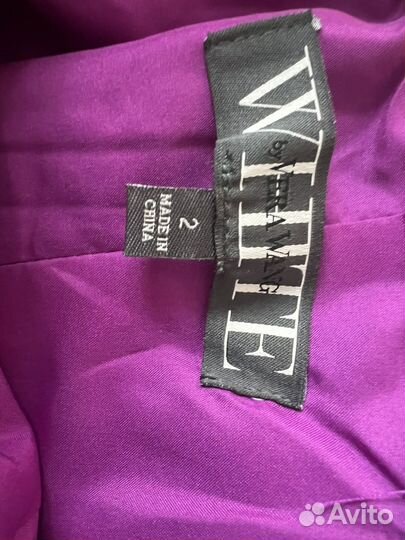 WHITE
by VERA WANG
2
MADE IN
CHINA
Avito